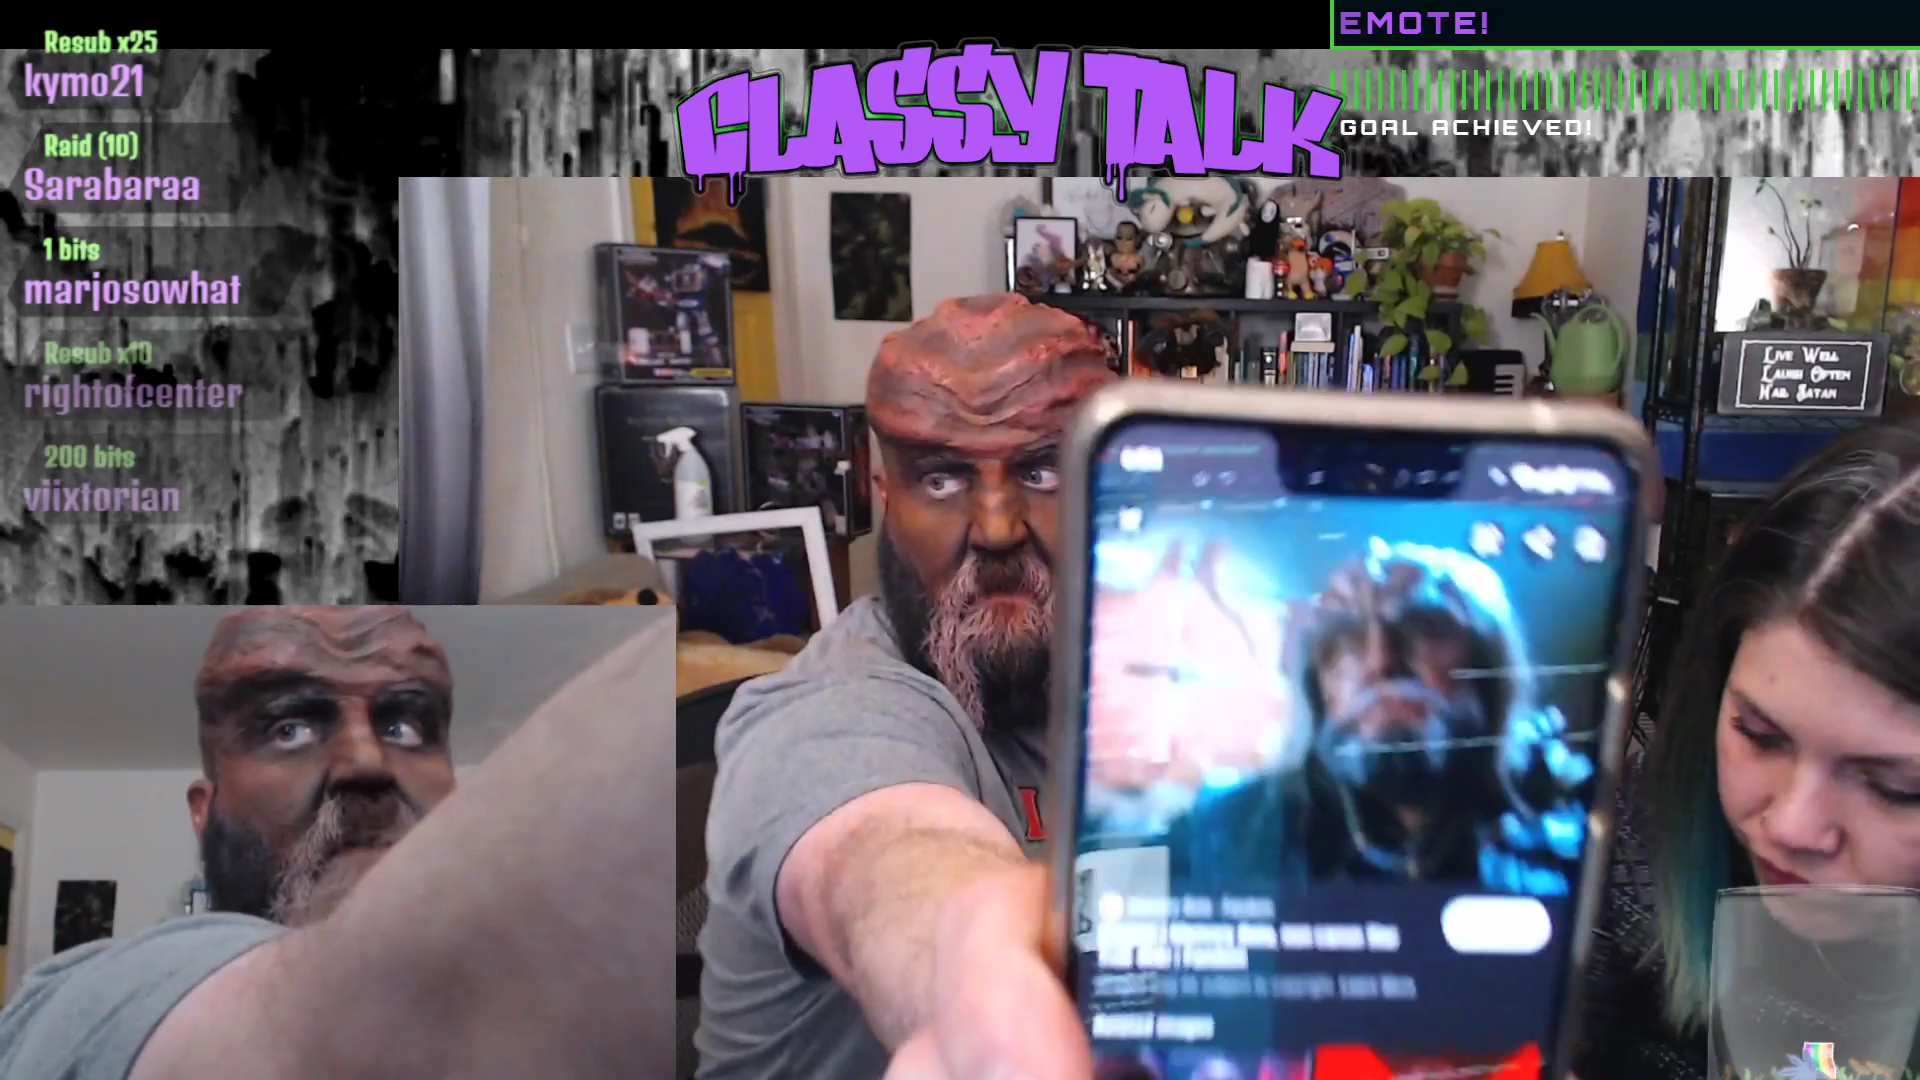 EMOTE!
GOAL ACHIEVED!
CLASSY TALK
Resub x25
kymo21
Raid (10)
Sarabaraa
1 bits
marjosowhat
Resub x10
rightofcenter
200 bits
viixtorian
Live Well
Laugh Often
Hail Satan